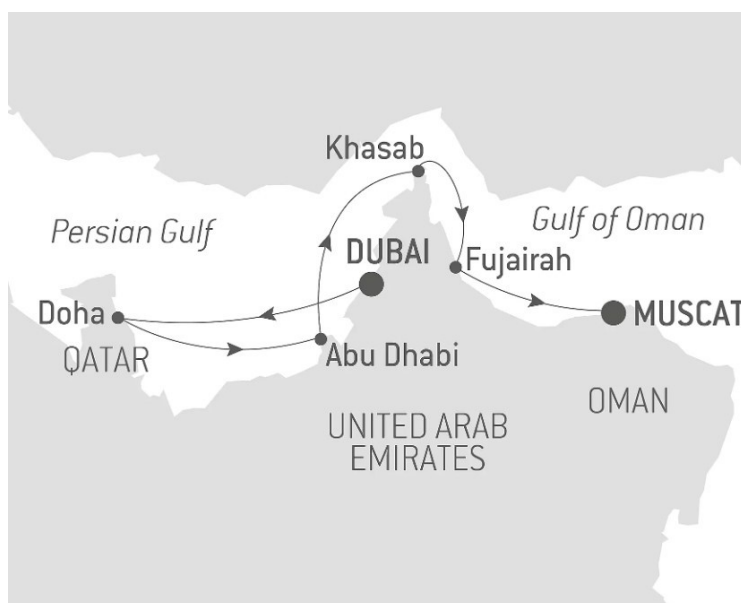 Khasab
Persian Gulf
Gulf of Oman
DUBAI
Fujairah
Doha
MUSCAT
QATAR
Abu Dhabi
OMAN
UNITED ARAB
EMIRATES